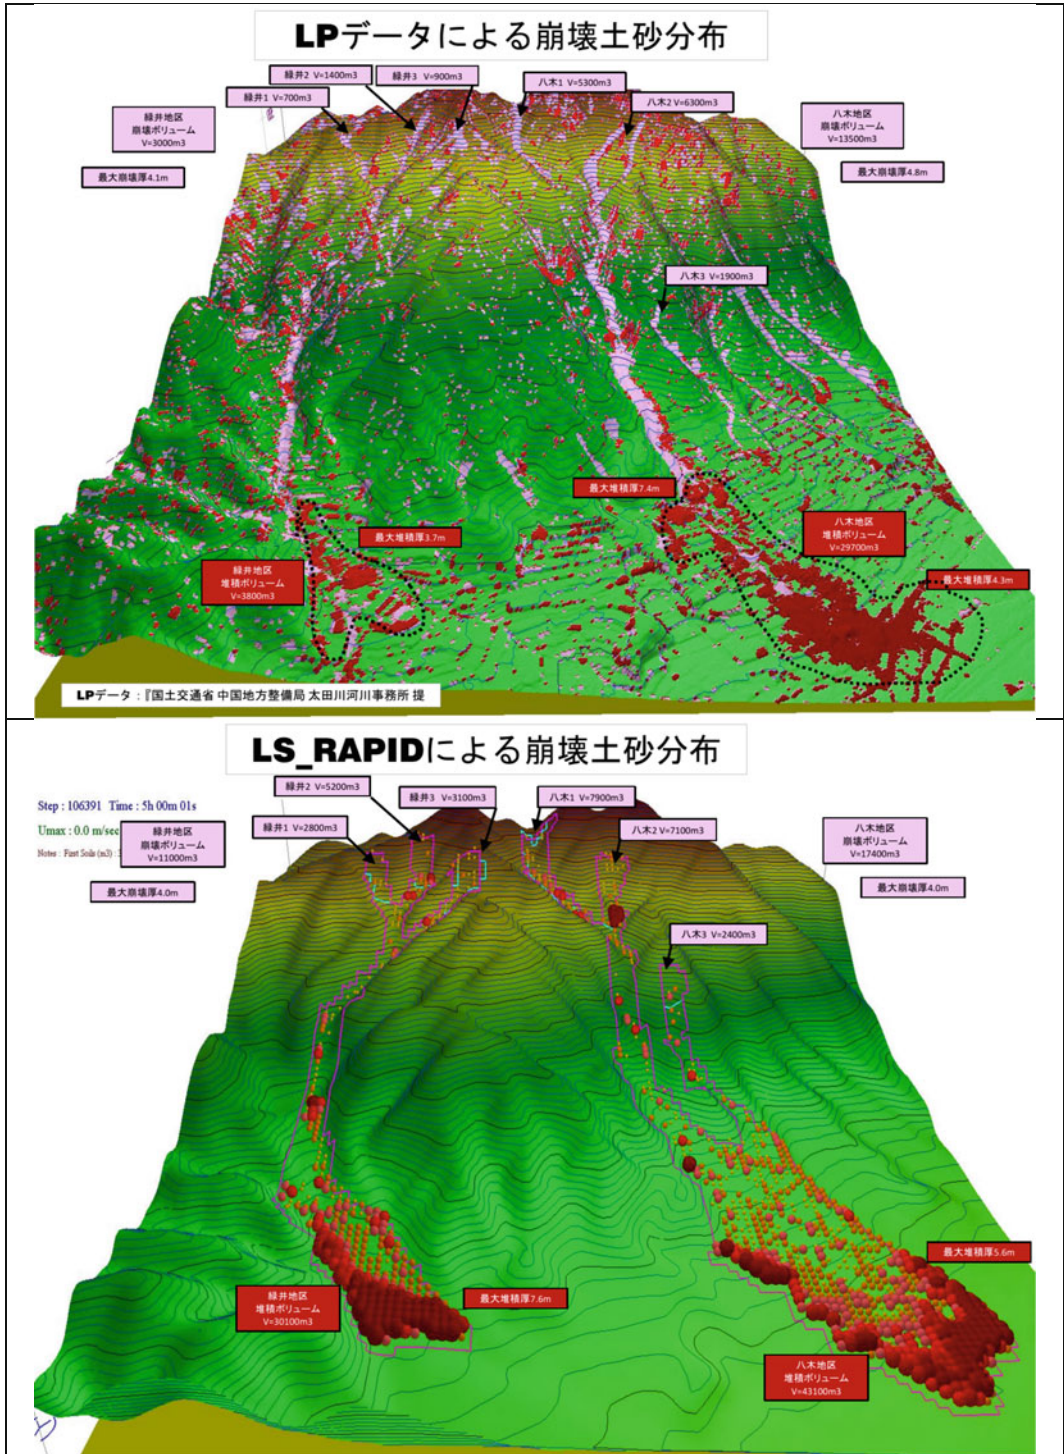 LPデータによる崩壊土砂分布
緑井2 V=1400m3
緑井3 V=900m3
八木1 V=5300m3
緑井1 V=700m3
八木2 V=6300m3
緑井地区
崩壊ボリューム
V=3000m3
八木地区
崩壊ボリューム
V=13500m3
最大崩壊厚4.1m
最大崩壊厚4.8m
八木3 V=1900m3
最大堆積厚7.4m
八木地区
堆積ボリューム
V=29700m3
最大堆積厚3.7m
緑井地区
堆積ボリューム
V=3800m3
最大堆積厚4.3m
LPデータ：『国土交通省 中国地方整備局 太田川河川事務所 提
LS_RAPIDによる崩壊土砂分布
緑井2 V=5200m3
緑井3 V=3100m3
八木1 V=7900m3
Step : 106391 Time : 5h 00m 01s
緑井1 V=2800m3
八木2 V=7100m3
Umax : 0.0 m/sec
緑井地区
崩壊ボリューム
V=11000m3
八木地区
崩壊ボリューム
V=17400m3
Notes : First Soils (m3) :
最大崩壊厚4.0m
最大崩壊厚4.0m
八木3 V=2400m3
最大堆積厚5.6m
緑井地区
堆積ボリューム
V=30100m3
最大堆積厚7.6m
八木地区
堆積ボリューム
V=43100m3